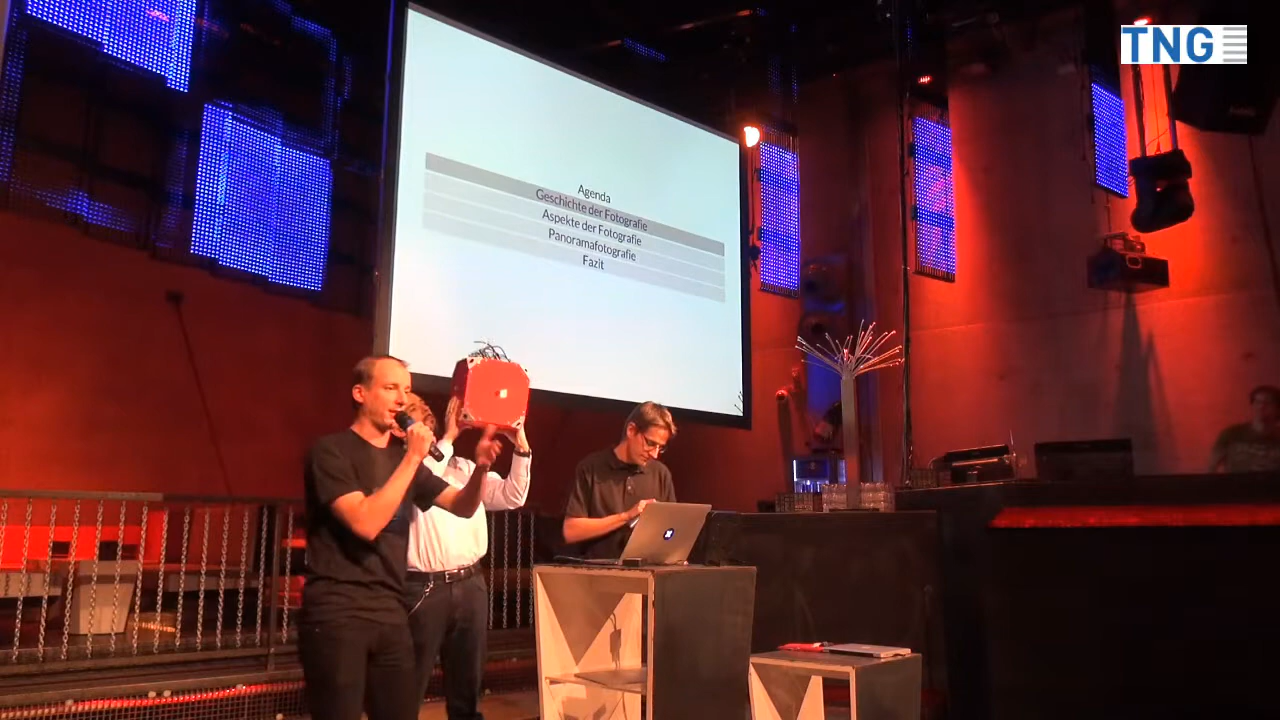 TNG
Agenda
Geschichte der Fotografie
Aspekte der Fotografie
Panoramafotografie
Fazit